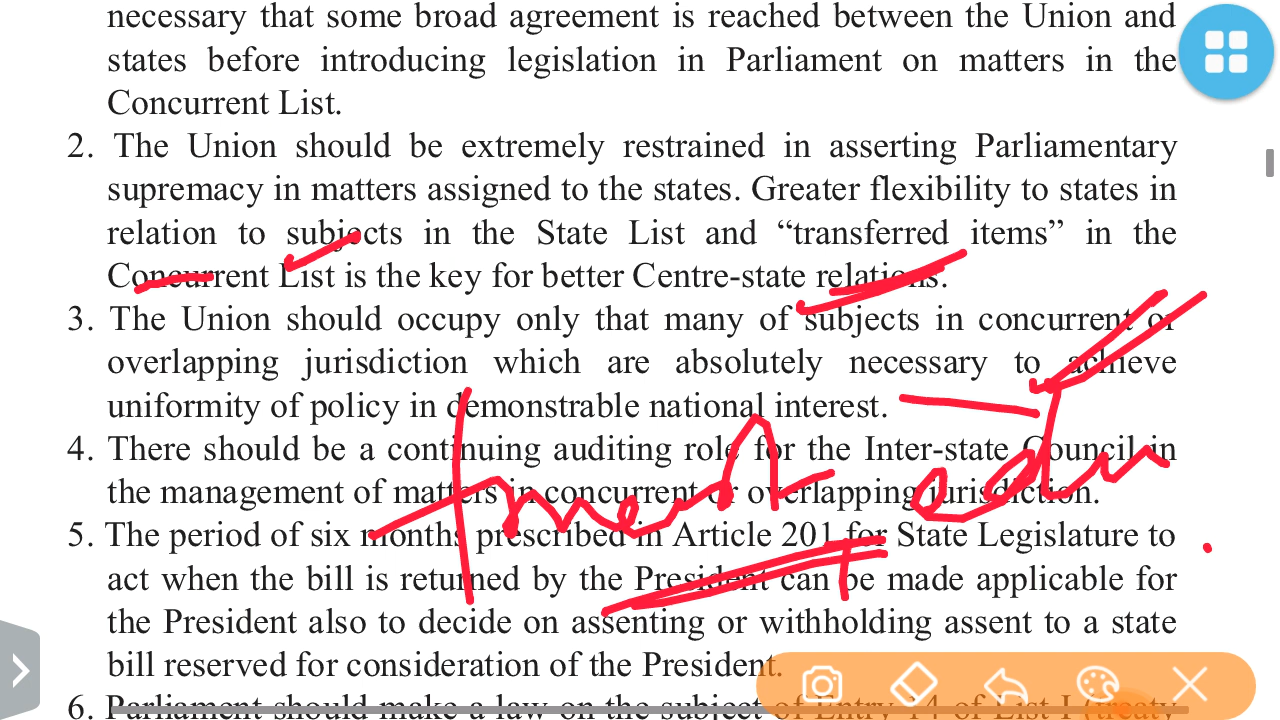 necessary that some broad agreement is reached between the Union and
states before introducing legislation in Parliament on matters in the
Concurrent List.
2. The Union should be extremely restrained in asserting Parliamentary
supremacy in matters assigned to the states. Greater flexibility to states in
relation to subjects in the State List and “transferred items” in the
Concurrent List is the key for better Centre-state relations.
3. The Union should occupy only that many of subjects in concurrent or
overlapping jurisdiction which are absolutely necessary to achieve
uniformity of policy in demonstrable national interest.
4. There should be a continuing auditing role for the Inter-state Council in
the management of matters in concurrent or overlapping jurisdiction.
5. The period of six months prescribed in Article 201 for State Legislature to
act when the bill is returned by the President can be made applicable for
the President also to decide on assenting or withholding assent to a state
bill reserved for consideration of the President.
6. Parliament should make a law on the subject of Entry 14 of List I (treaty